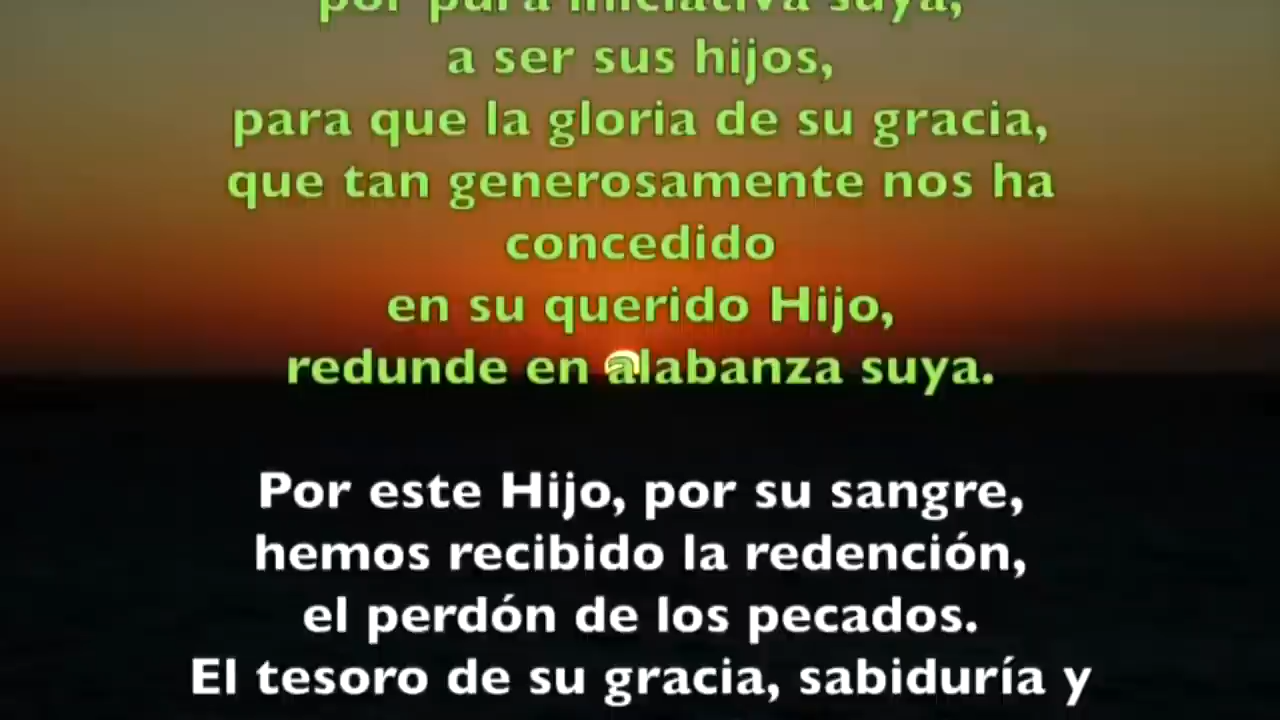 por pura iniciativa suya,
a ser sus hijos,
para que la gloria de su gracia,
que tan generosamente nos ha
concedido
en su querido Hijo,
redunde en alabanza suya.
Por este Hijo, por su sangre,
hemos recibido la redención,
el perdón de los pecados.
El tesoro de su gracia, sabiduría y